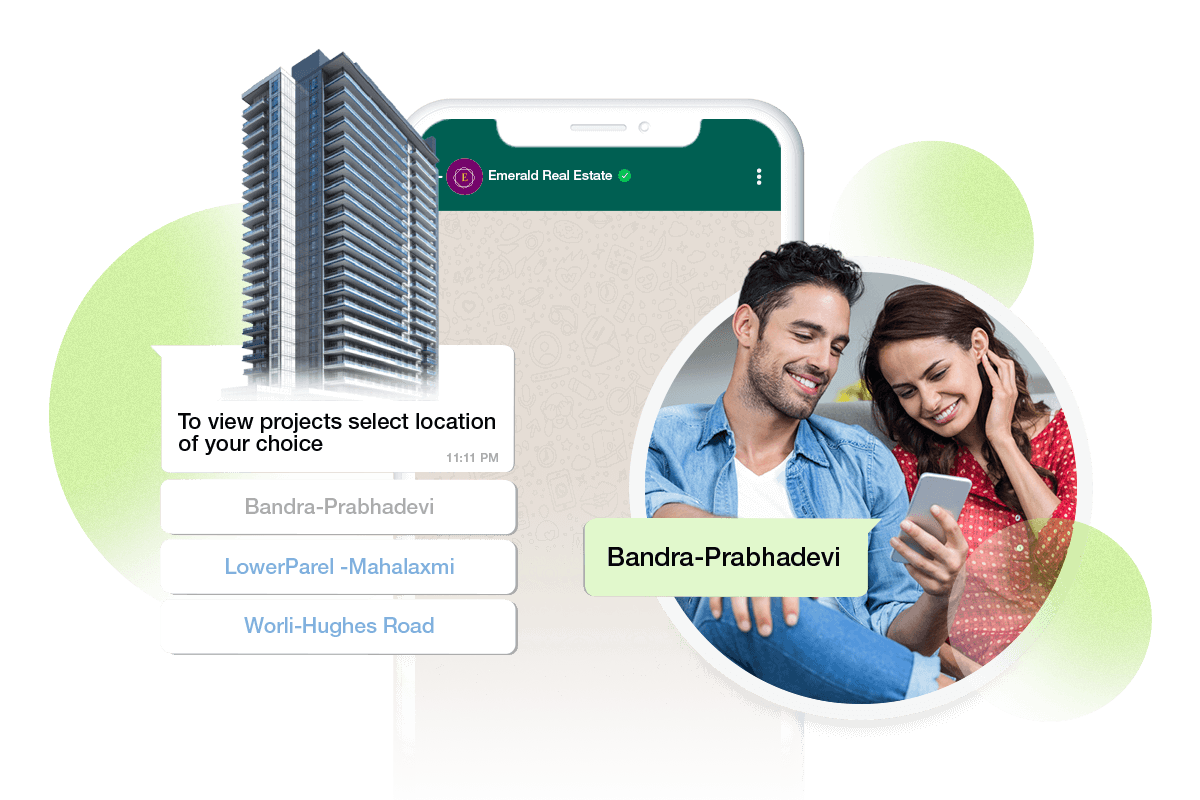 E
Emerald Real Estate
To view projects select location
of your choice
11:11 PM
Bandra-Prabhadevi
LowerParel -Mahalaxmi
Worli-Hughes Road
Bandra-Prabhadevi